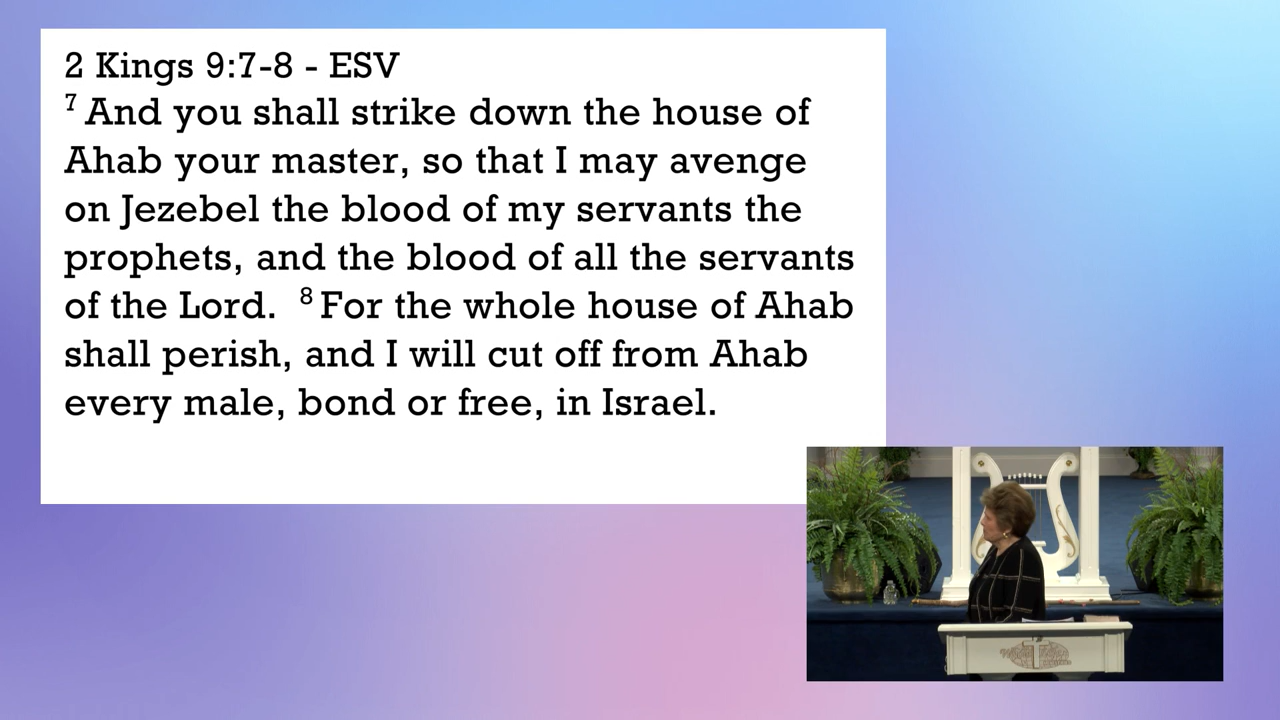 2 Kings 9:7-8 - ESV
7 And you shall strike down the house of
Ahab your master, so that I may avenge
on Jezebel the blood of my servants the
prophets, and the blood of all the servants
of the Lord. 8 For the whole house of Ahab
shall perish, and I will cut off from Ahab
every male, bond or free, in Israel.